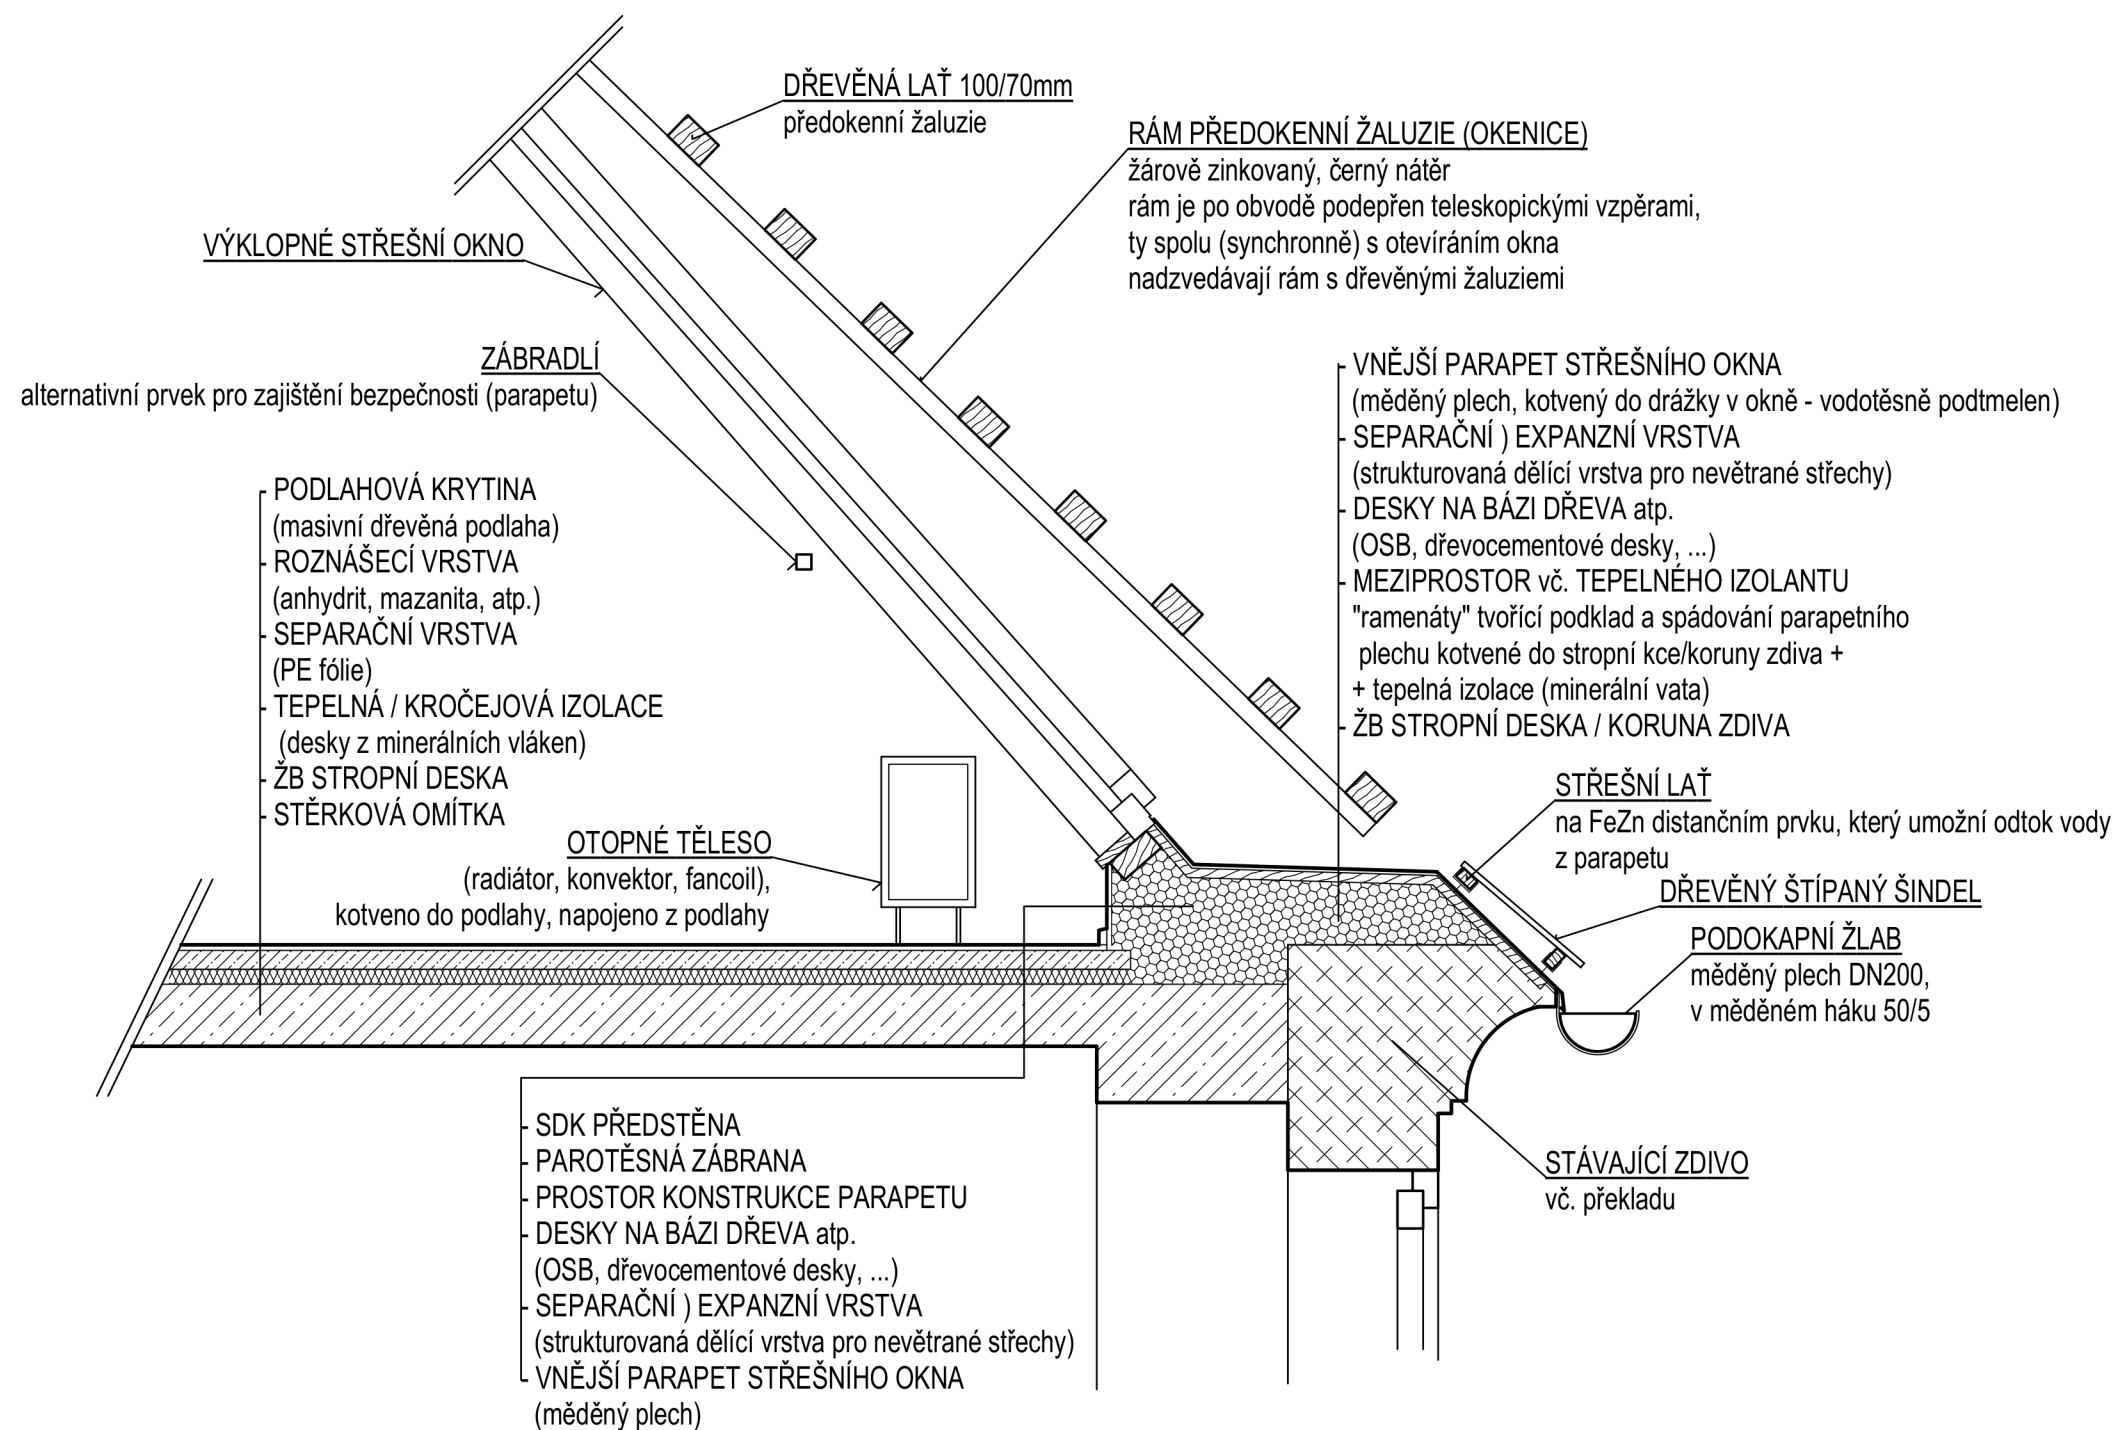 DŘEVĚNÁ LAŤ 100/70mm
předokenní žaluzie
RÁM PŘEDOKENNÍ ŽALUZIE (OKENICE)
žárově zinkovaný, černý nátěr
rám je po obvodě podepřen teleskopickými vzpěrami,
ty spolu (synchronně) s otevíráním okna
nadzvedávají rám s dřevěnými žaluziemi
VÝKLOPNÉ STŘEŠNÍ OKNO
ZÁBRADLÍ
alternativní prvek pro zajištění bezpečnosti (parapetu)
VNĚJŠÍ PARAPET STŘEŠNÍHO OKNA
(měděný plech, kotvený do drážky v okně - vodotěsně podtmelen)
SEPARAČNÍ ) EXPANZNÍ VRSTVA
(strukturovaná dělící vrstva pro nevětrané střechy)
DESKY NA BÁZI DŘEVA atp.
(OSB, dřevocementové desky, ...)
MEZIPROSTOR vč. TEPELNÉHO IZOLANTU
"ramenáty" tvořící podklad a spádování parapetního
plechu kotvené do stropní kce/koruny zdiva +
+ tepelná izolace (minerální vata)
ŽB STROPNÍ DESKA / KORUNA ZDIVA
PODLAHOVÁ KRYTINA
(masivní dřevěná podlaha)
ROZNÁŠECÍ VRSTVA
(anhydrit, mazanita, atp.)
SEPARAČNÍ VRSTVA
(PE fólie)
TEPELNÁ / KROČEJOVÁ IZOLACE
(desky z minerálních vláken)
ŽB STROPNÍ DESKA
STĚRKOVÁ OMÍTKA
OTOPNÉ TĚLESO
(radiátor, konvektor, fancoil),
kotveno do podlahy, napojeno z podlahy
STŘEŠNÍ LAŤ
na FeZn distančním prvku, který umožní odtok vody
z parapetu
DŘEVĚNÝ ŠTÍPANÝ ŠINDEL
PODOKAPNÍ ŽLAB
měděný plech DN200,
v měděném háku 50/5
SDK PŘEDSTĚNA
PAROTĚSNÁ ZÁBRANA
PROSTOR KONSTRUKCE PARAPETU
DESKY NA BÁZI DŘEVA atp.
(OSB, dřevocementové desky, ...)
SEPARAČNÍ ) EXPANZNÍ VRSTVA
(strukturovaná dělící vrstva pro nevětrané střechy)
VNĚJŠÍ PARAPET STŘEŠNÍHO OKNA
(měděný plech)
STÁVAJÍCÍ ZDIVO
vč. překladu